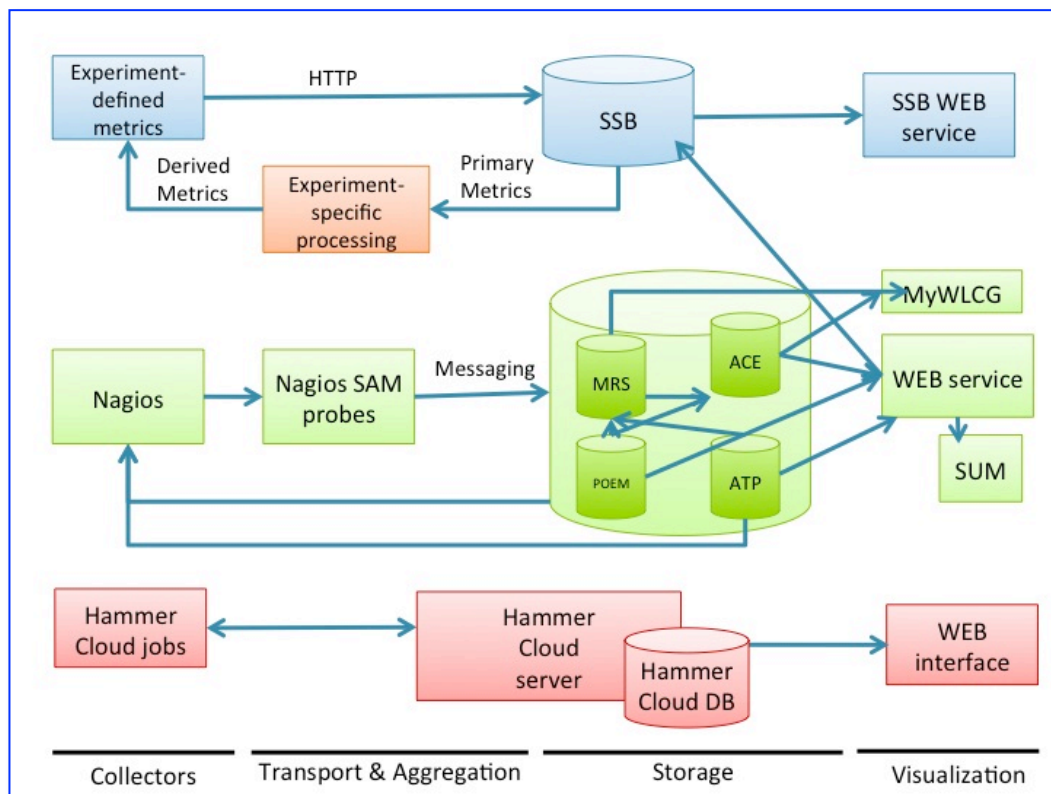 Experiment-
defined
metrics
HTTP
SSB
SSB WEB
service
Derived
Metrics
Experiment-
specific
processing
Primary
Metrics
MyWLCG
Nagios
Nagios SAM
probes
Messaging
MRS
ACE
WEB service
POEM
ATP
SUM
Hammer
Cloud jobs
Hammer
Cloud
server
Hammer
Cloud DB
WEB
interface
Collectors
Transport & Aggregation
Storage
Visualization